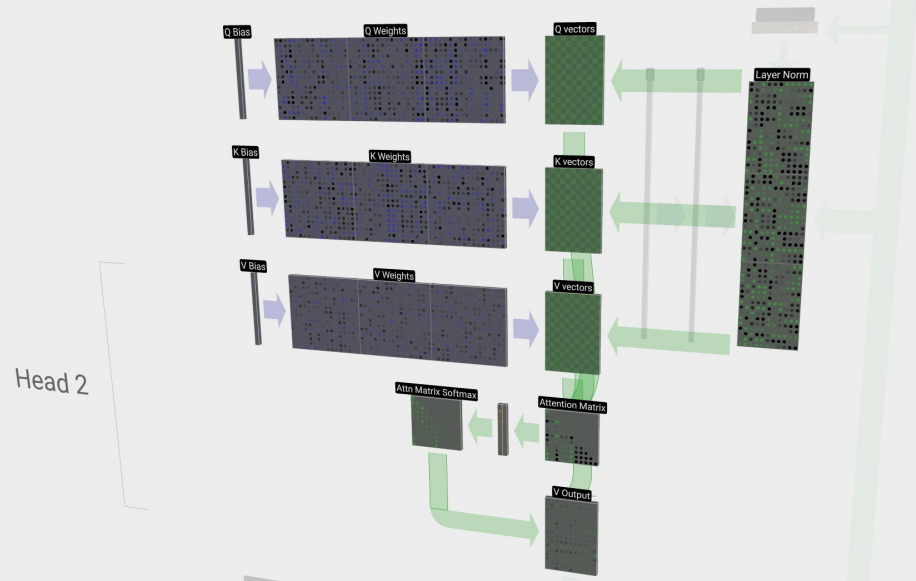 Q Bias
Q Weights
Q vectors
Layer Norm
K Bias
K Weights
K vectors
V Bias
V Weights
V vectors
Head 2
Attn Matrix Softmax
Attention Matrix
V Output